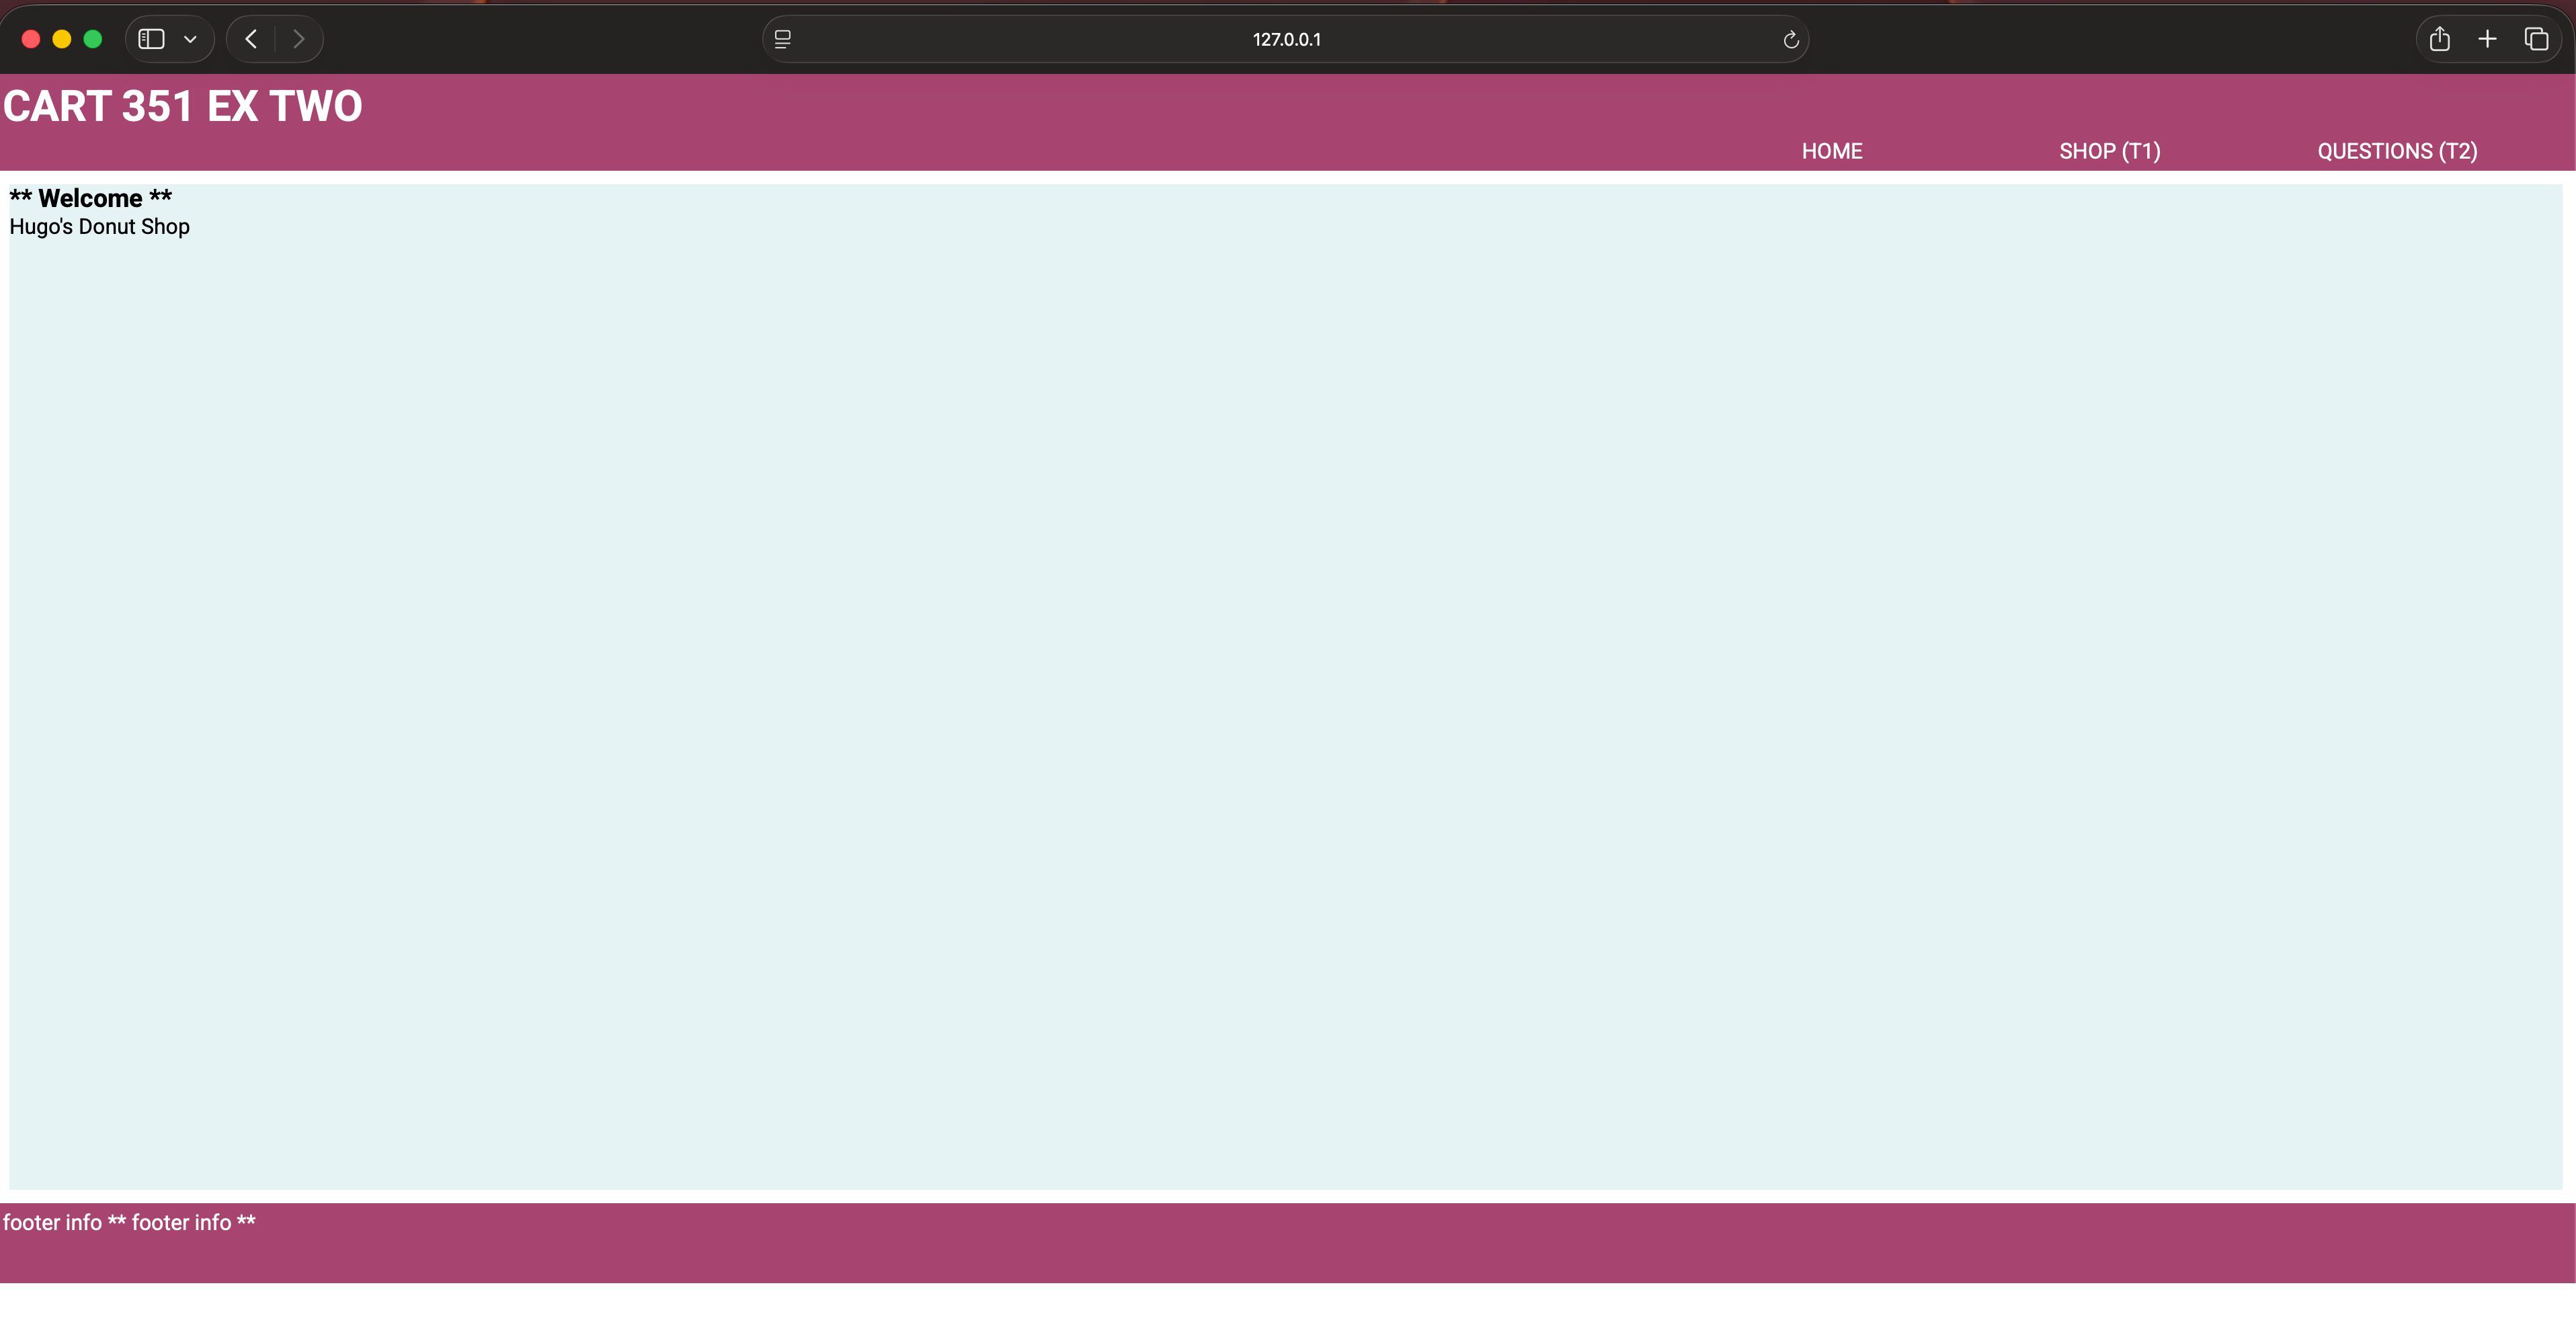 127.0.0.1
CART 351 EX TWO
HOME SHOP (T1) QUESTIONS (T2)
** Welcome **
Hugo's Donut Shop
footer info ** footer info **